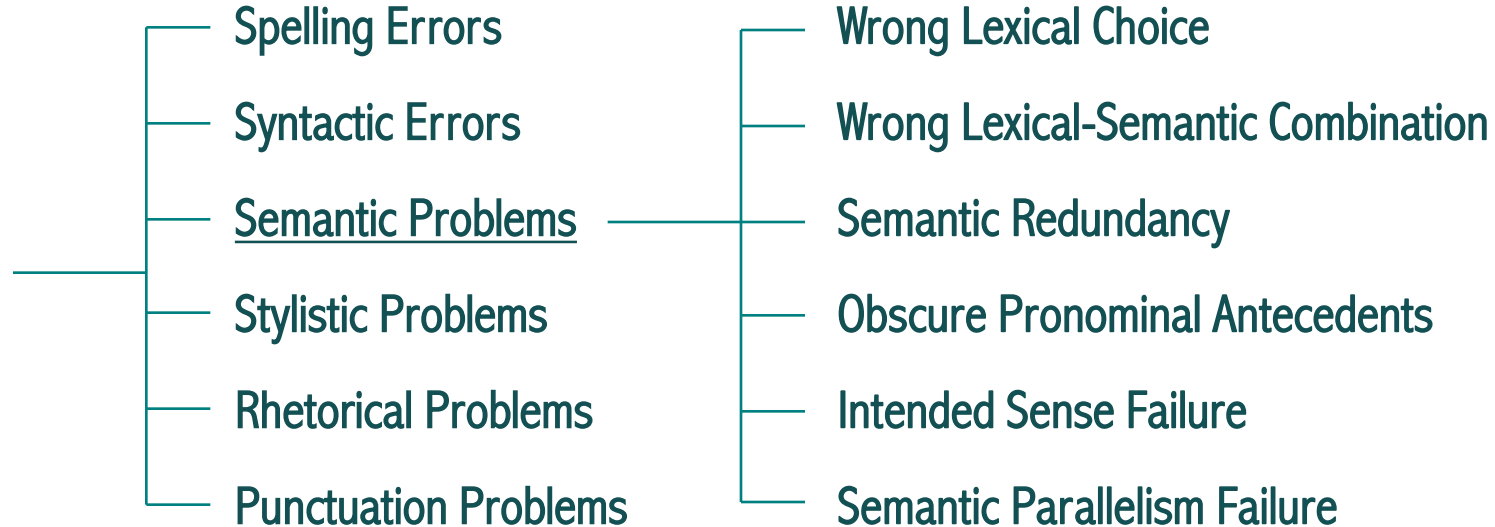 Spelling Errors
Syntactic Errors
Semantic Problems
Stylistic Problems
Rhetorical Problems
Punctuation Problems
Wrong Lexical Choice
Wrong Lexical-Semantic Combination
Semantic Redundancy
Obscure Pronominal Antecedents
Intended Sense Failure
Semantic Parallelism Failure